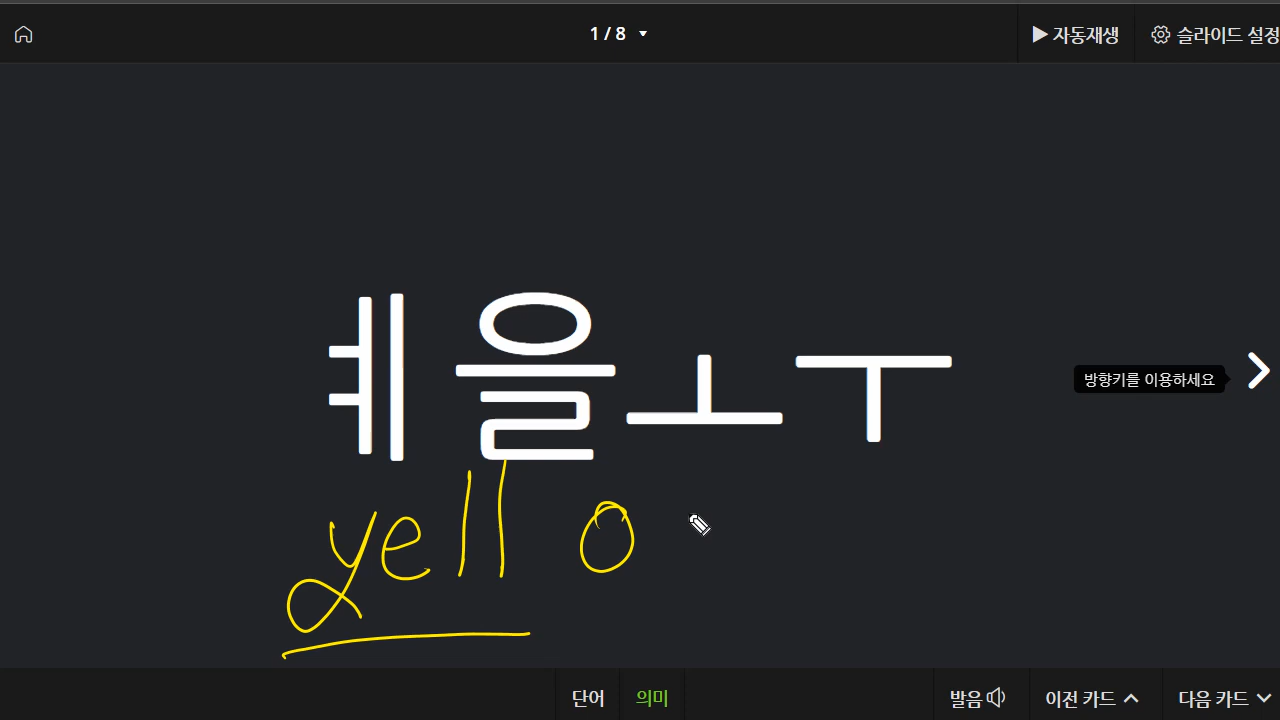 1 / 8
자동재생
슬라이드 설정
ㅖ을ㅗㅜ
방향키를 이용하세요
yell o
단어
의미
발음
이전 카드
다음 카드